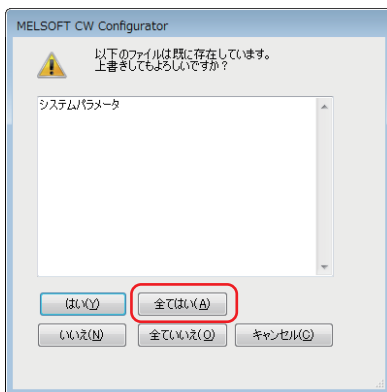 MELSOFT CW Configurator
以下のファイルは既に存在しています。
上書きしてもよろしいですか？
システムパラメータ
はい(Y)
全てはい(A)
いいえ(N)
全ていいえ(O)
キャンセル(C)